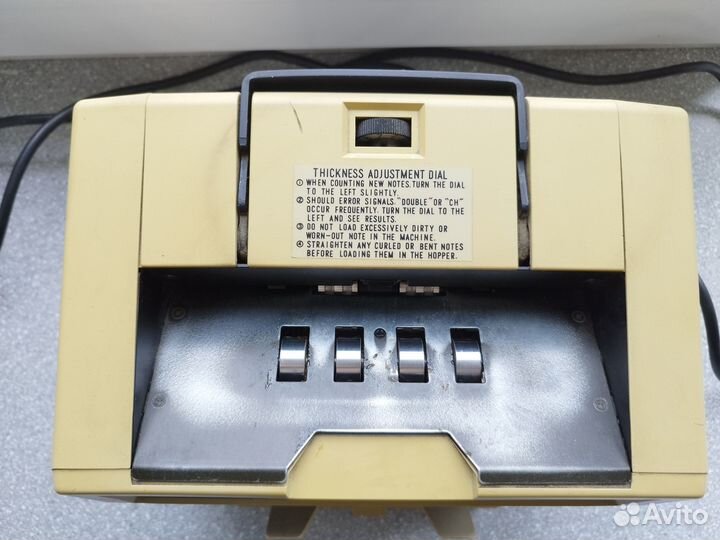 THICKNESS ADJUSTMENT DIAL
① WHEN COUNTING NEW NOTES. TURN THE DIAL
TO THE LEFT SLIGHTLY.
② SHOULD ERROR SIGNALS. "DOUBLE" OR "CH"
OCCUR FREQUENTLY. TURN THE DIAL TO THE
LEFT AND SEE RESULTS.
③ DO NOT LOAD EXCESSIVELY DIRTY OR
WORN-OUT NOTE IN THE MACHINE.
④ STRAIGHTEN ANY CURLED OR BENT NOTES
BEFORE LOADING THEM IN THE HOPPER.
Avito